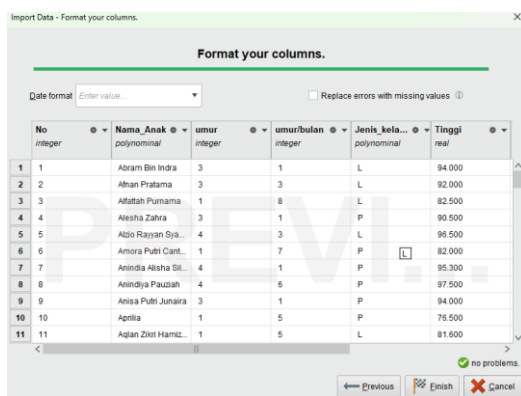 Import Data - Format your columns.
Format your columns.
Date format Enter value... Replace errors with missing values
No Nama_Anak umur umur/bulan Jenis_kela... Tinggi
integer polynominal integer integer polynominal real
1 1 Abram Bin Indra 3 1 L 94.000
2 2 Afnan Pratama 3 3 L 92.000
3 3 Alfattah Purnama 1 8 L 82.500
4 4 Alesha Zahra 3 1 P 90.500
5 5 Alzio Rayyan Sya... 4 3 L 96.500
6 6 Amora Putri Cant... 1 7 P 82.000
L
7 7 Anindia Alisha Sil... 4 1 P 95.300
8 8 Anindiya Pauziah 4 6 P 97.500
9 9 Anisa Putri Junaira 3 1 P 94.000
10 10 Aprilia 1 5 P 76.500
11 11 Aqlan Zikri Hamiz... 1 5 L 81.600
PREVI...
no problems.
Previous Finish Cancel